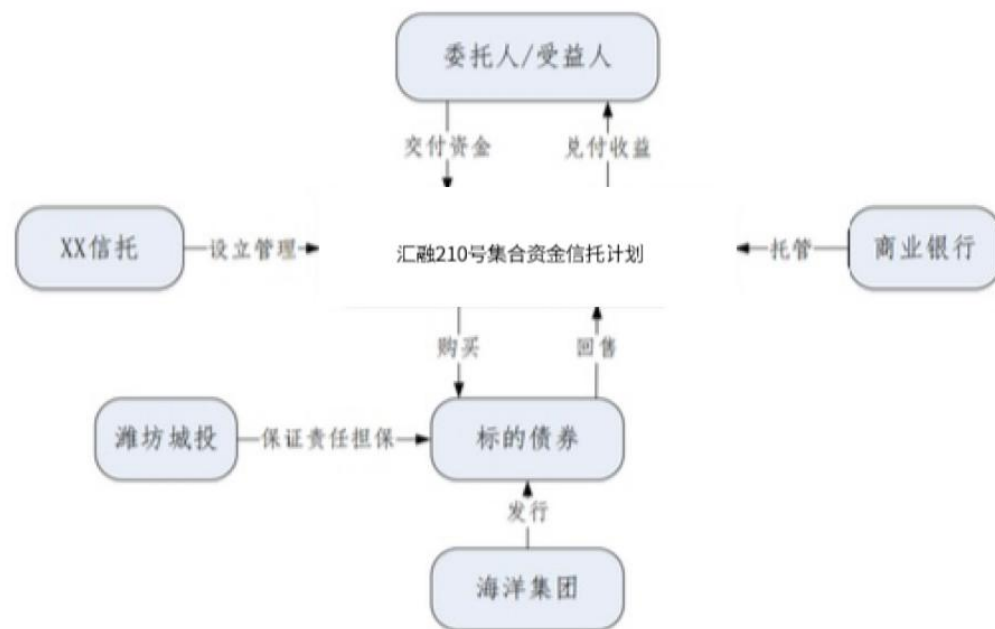 委托人/受益人
交付资金
兑付收益
XX信托
设立管理
汇融210号集合资金信托计划
托管
商业银行
购买
回售
潍坊城投
保证责任担保
标的债券
发行
海洋集团